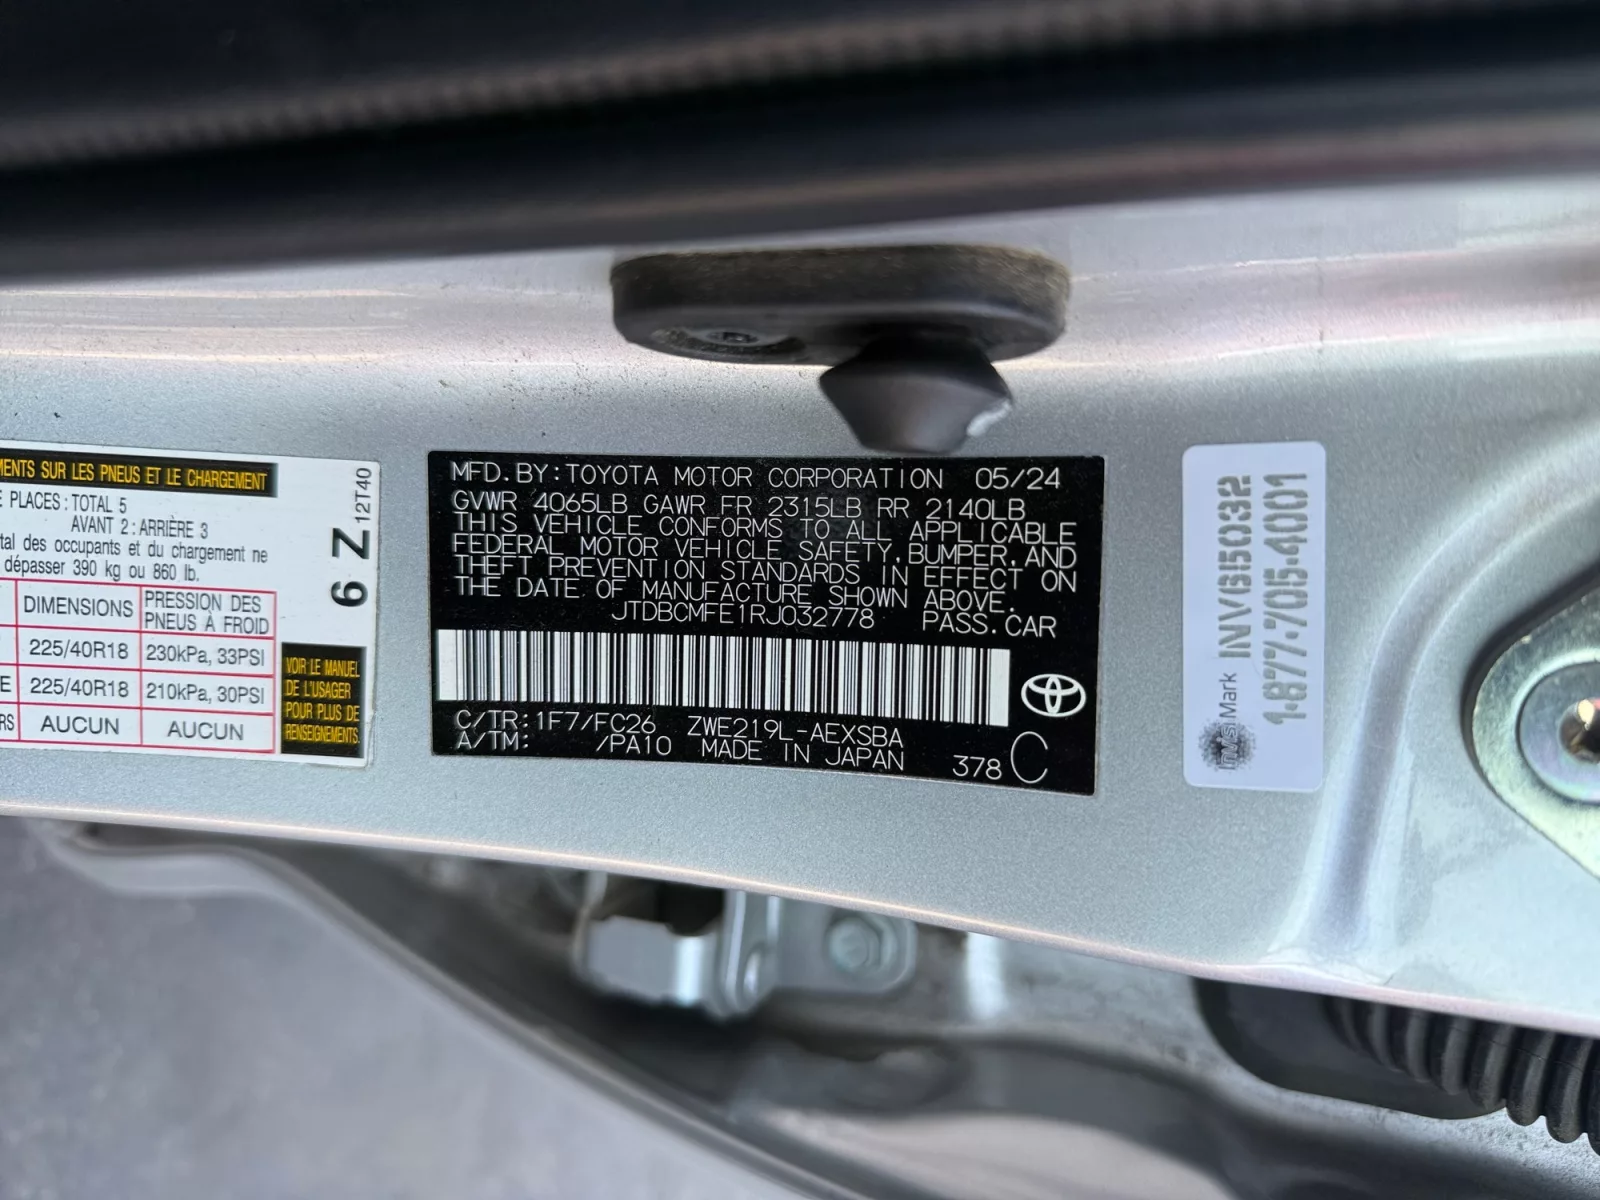 MENTS SUR LES PNEUS ET LE CHARGEMENT
E PLACES: TOTAL 5
AVANT 2: ARRIÈRE 3
tal des occupants et du chargement ne
dépasser 390 kg ou 860 lb.
DIMENSIONS
PRESSION DES
PNEUS À FROID
225/40R18
230kPa, 33PSI
E
225/40R18
210kPa, 30PSI
RS
AUCUN
AUCUN
6 Z
12T40
VOIR LE MANUEL
DE L'USAGER
POUR PLUS DE
RENSEIGNEMENTS.
MFD. BY: TOYOTA MOTOR CORPORATION 05/24
GVWR 4065LB GAWR FR 2315LB RR 2140LB
THIS VEHICLE CONFORMS TO ALL APPLICABLE
FEDERAL MOTOR VEHICLE SAFETY, BUMPER, AND
THEFT PREVENTION STANDARDS IN EFFECT ON
THE DATE OF MANUFACTURE SHOWN ABOVE.
JTDBCMFE1RJ032778 PASS. CAR
C/TR: 1F7/FC26 ZWE219L-AEXSBA
A/TM: /PA10 MADE IN JAPAN
378 C
Mark INV615032
1·877·705·4001